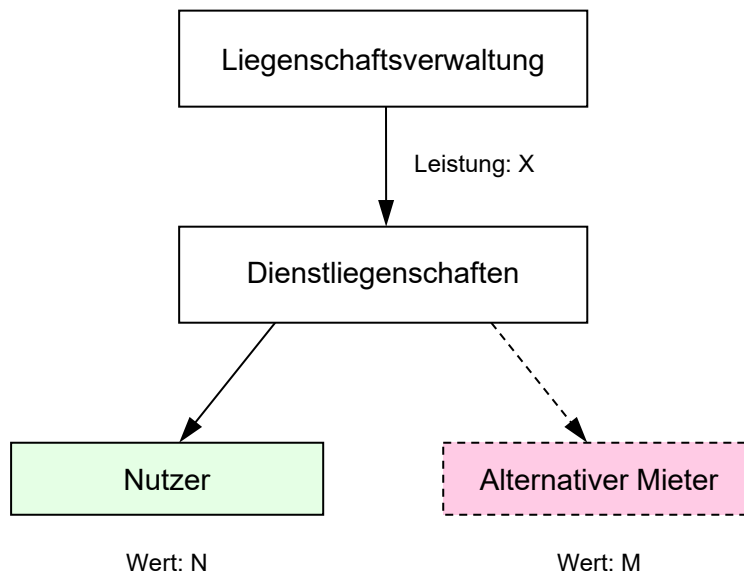 Liegenschaftsverwaltung
Leistung: X
Dienstliegenschaften
Nutzer
Alternativer Mieter
Wert: N
Wert: M